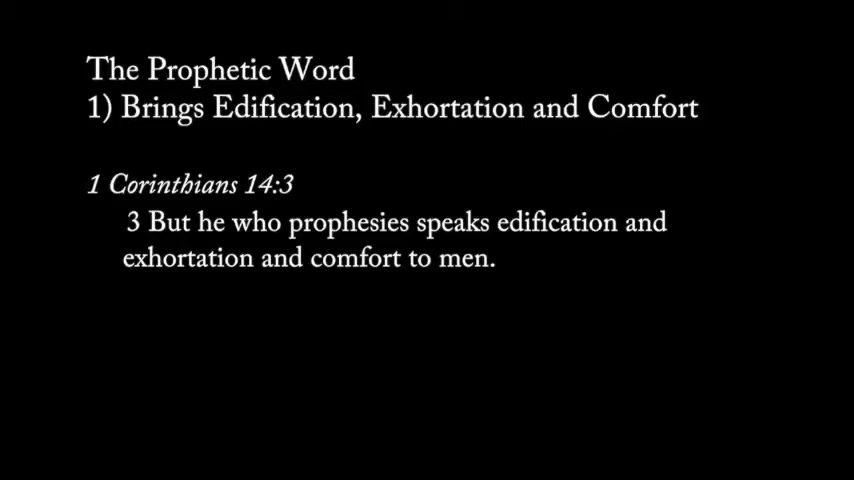 The Prophetic Word
1) Brings Edification, Exhortation and Comfort
1 Corinthians 14:3
3 But he who prophesies speaks edification and
exhortation and comfort to men.